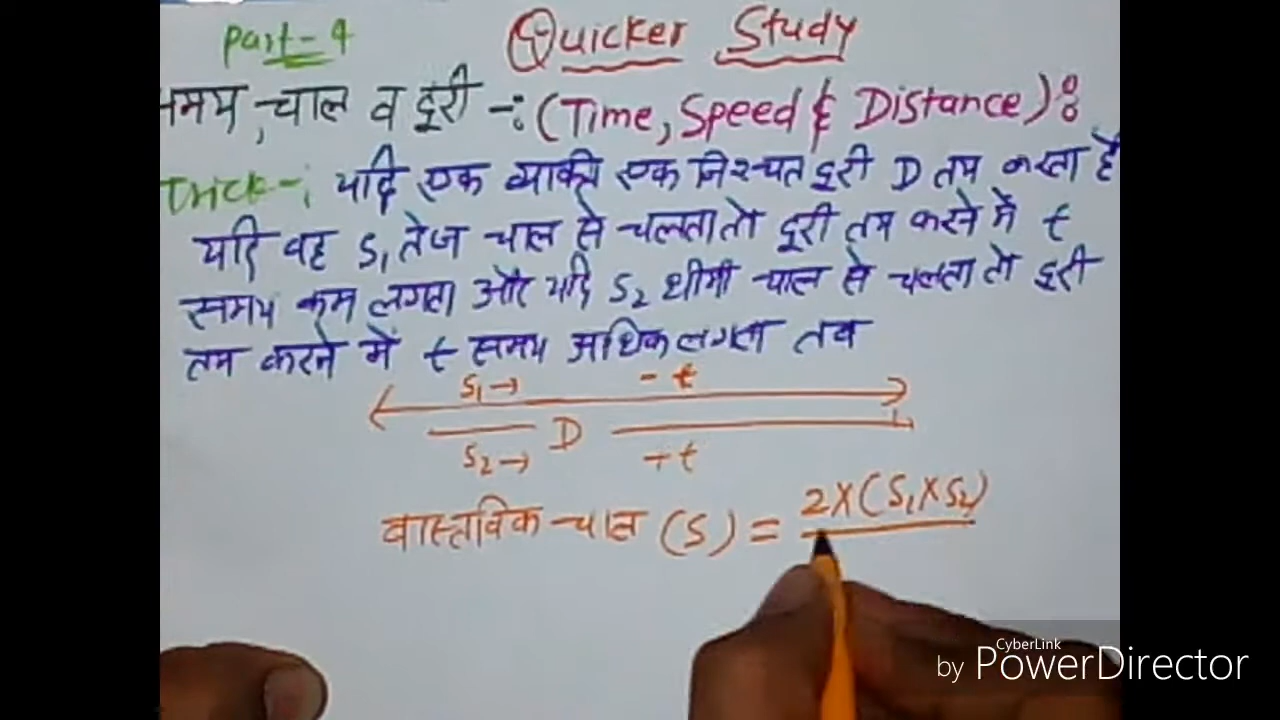 Part-4
Quicker Study
समय, चाल व दूरी -: (Time, Speed & Distance) :
Trick-: यदि एक व्यक्ति एक निश्चत दूरी D तय करता है
यदि वह S₁ तेज चाल से चलता तो दूरी तय करने में t
समय कम लगता और यदि S₂ धीमी चाल से चलता तो दूरी
तय करने में t समय अधिक लगता तब
S₁→ - t
D
S₂→ +t
वास्तविक चाल (S) = 2×(S₁×S₂)
CyberLink
by PowerDirector